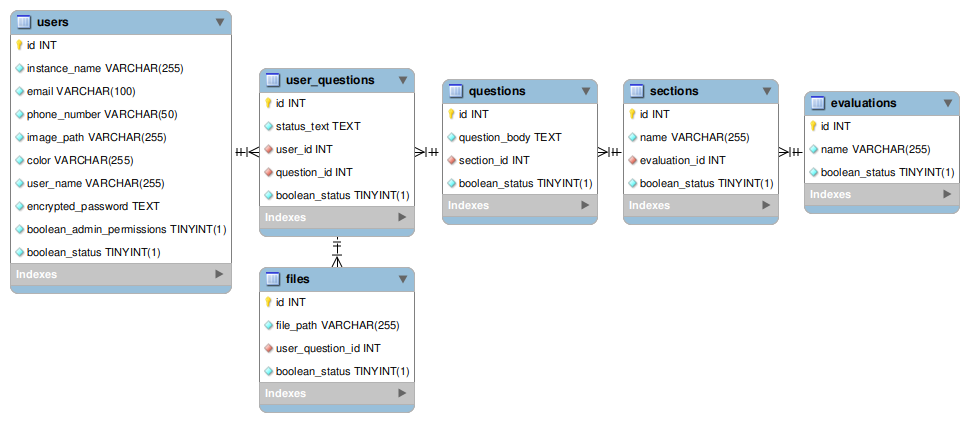 users
id INT
instance_name VARCHAR(255)
email VARCHAR(100)
phone_number VARCHAR(50)
image_path VARCHAR(255)
color VARCHAR(255)
user_name VARCHAR(255)
encrypted_password TEXT
boolean_admin_permissions TINYINT(1)
boolean_status TINYINT(1)
Indexes
user_questions
id INT
status_text TEXT
user_id INT
question_id INT
boolean_status TINYINT(1)
Indexes
files
id INT
file_path VARCHAR(255)
user_question_id INT
boolean_status TINYINT(1)
Indexes
questions
id INT
question_body TEXT
section_id INT
boolean_status TINYINT(1)
Indexes
sections
id INT
name VARCHAR(255)
evaluation_id INT
boolean_status TINYINT(1)
Indexes
evaluations
id INT
name VARCHAR(255)
boolean_status TINYINT(1)
Indexes